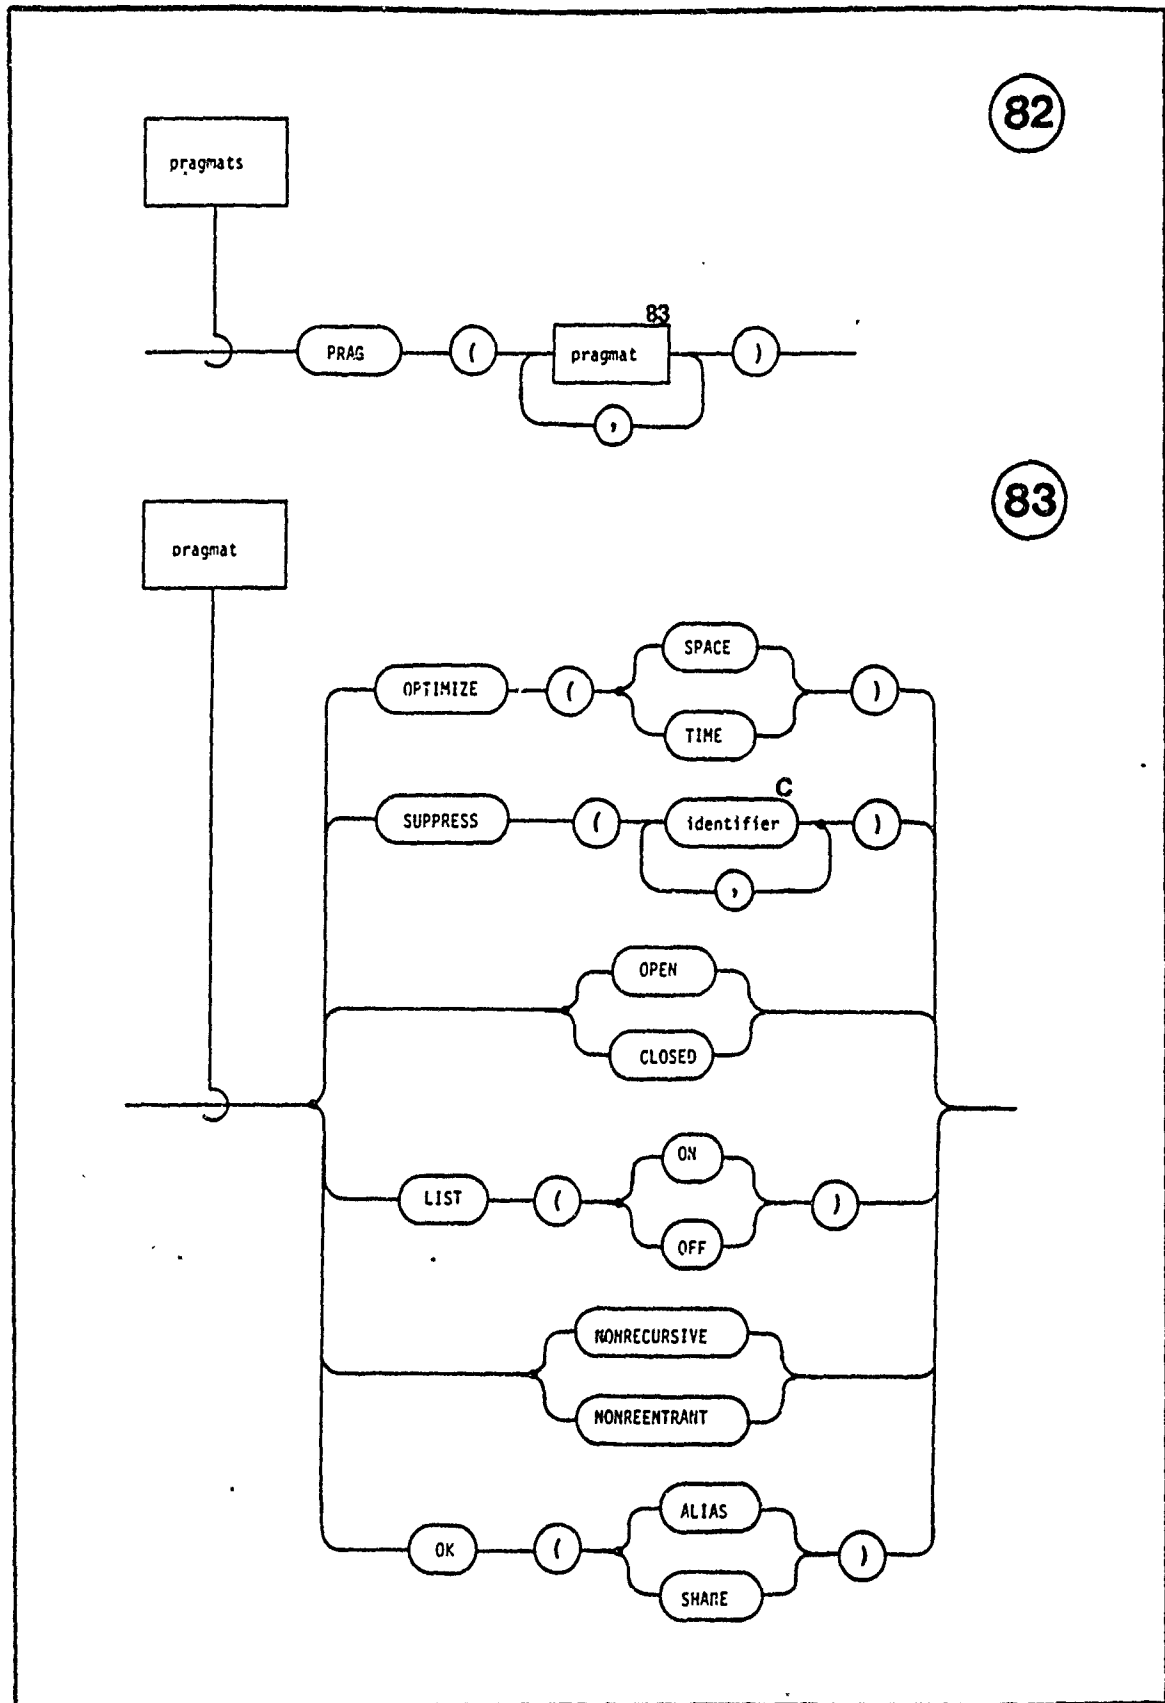 82
pragmats
83
PRAG ( pragmat )
,
83
pragmat
SPACE
OPTIMIZE ( )
TIME
C
SUPPRESS ( identifier )
,
OPEN
CLOSED
ON
LIST ( )
OFF
NONRECURSIVE
NONREENTRANT
ALIAS
OK ( )
SHARE